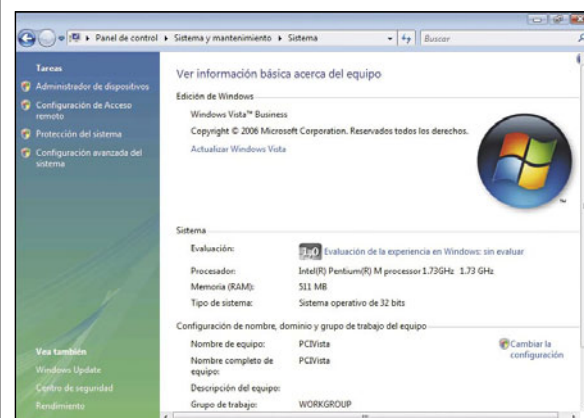 Panel de control ▸ Sistema y mantenimiento ▸ Sistema
Buscar
Tareas
Administrador de dispositivos
Configuración de Acceso
remoto
Protección del sistema
Configuración avanzada del
sistema
Vea también
Windows Update
Centro de seguridad
Rendimiento
Ver información básica acerca del equipo
Edición de Windows
Windows Vista™ Business
Copyright © 2006 Microsoft Corporation. Reservados todos los derechos.
Actualizar Windows Vista
TM
Sistema
Evaluación: 1,0 Evaluación de la experiencia en Windows: sin evaluar
Procesador: Intel(R) Pentium(R) M processor 1.73GHz 1.73 GHz
Memoria (RAM): 511 MB
Tipo de sistema: Sistema operativo de 32 bits
Configuración de nombre, dominio y grupo de trabajo del equipo
Nombre de equipo: PCIVista
Cambiar la
configuración
Nombre completo de
equipo: PCIVista
Descripción del equipo:
Grupo de trabajo: WORKGROUP